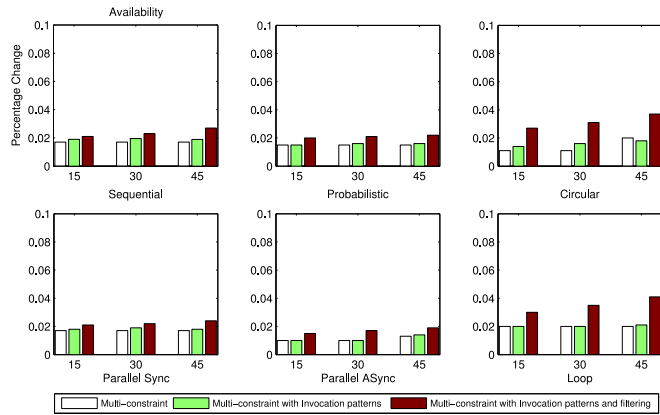 Availability
Percentage Change
0.1 0.1 0.1
0.08 0.08 0.08
0.06 0.06 0.06
0.04 0.04 0.04
0.02 0.02 0.02
0 0 0
15 30 45 15 30 45 15 30 45
Sequential Probabilistic Circular
0.1 0.1 0.1
0.08 0.08 0.08
0.06 0.06 0.06
0.04 0.04 0.04
0.02 0.02 0.02
0 0 0
15 30 45 15 30 45 15 30 45
Parallel Sync Parallel ASync Loop
Multi−constraint Multi−constraint with Invocation patterns Multi−constraint with Invocation patterns and filtering